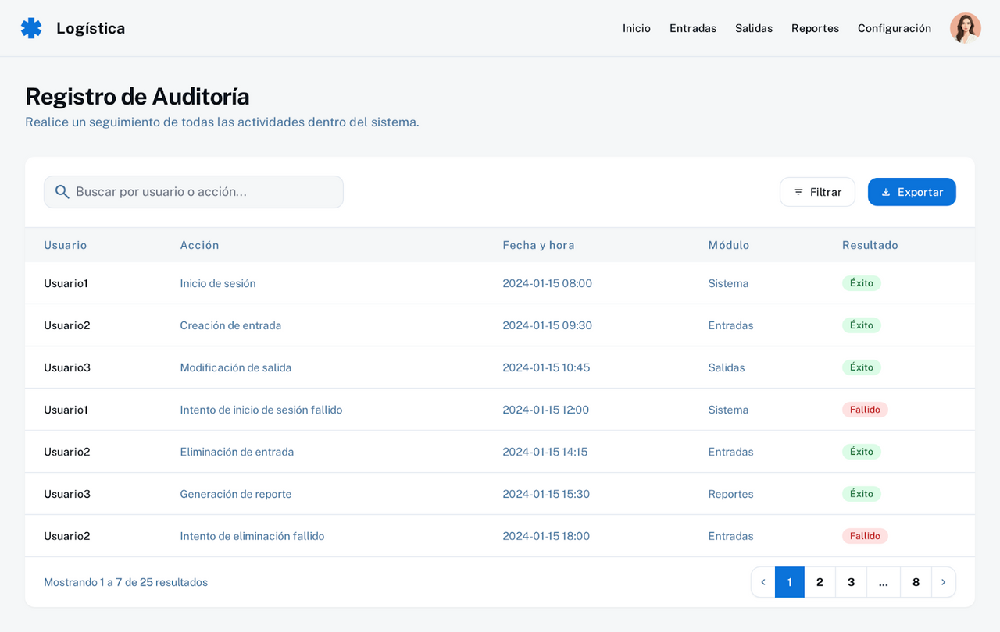 Logística
Inicio Entradas Salidas Reportes Configuración
Registro de Auditoría
Realice un seguimiento de todas las actividades dentro del sistema.
Buscar por usuario o acción...
Filtrar Exportar
Usuario Acción Fecha y hora Módulo Resultado
Usuario1 Inicio de sesión 2024-01-15 08:00 Sistema Éxito
Usuario2 Creación de entrada 2024-01-15 09:30 Entradas Éxito
Usuario3 Modificación de salida 2024-01-15 10:45 Salidas Éxito
Usuario1 Intento de inicio de sesión fallido 2024-01-15 12:00 Sistema Fallido
Usuario2 Eliminación de entrada 2024-01-15 14:15 Entradas Éxito
Usuario3 Generación de reporte 2024-01-15 15:30 Reportes Éxito
Usuario2 Intento de eliminación fallido 2024-01-15 18:00 Entradas Fallido
Mostrando 1 a 7 de 25 resultados ‹ 1 2 3 ... 8 ›